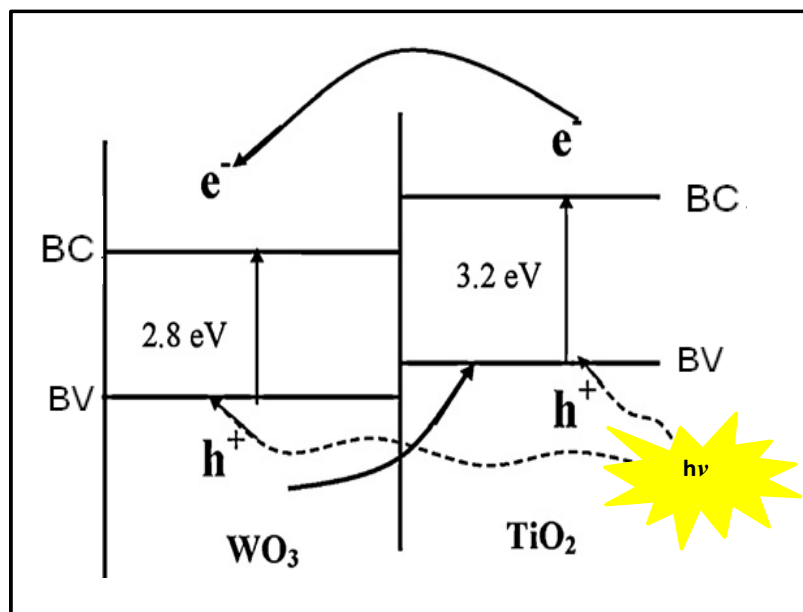 e⁻
e⁻
BC
BC
3.2 eV
2.8 eV
BV
BV
h⁺
h⁺
hν
WO₃
TiO₂